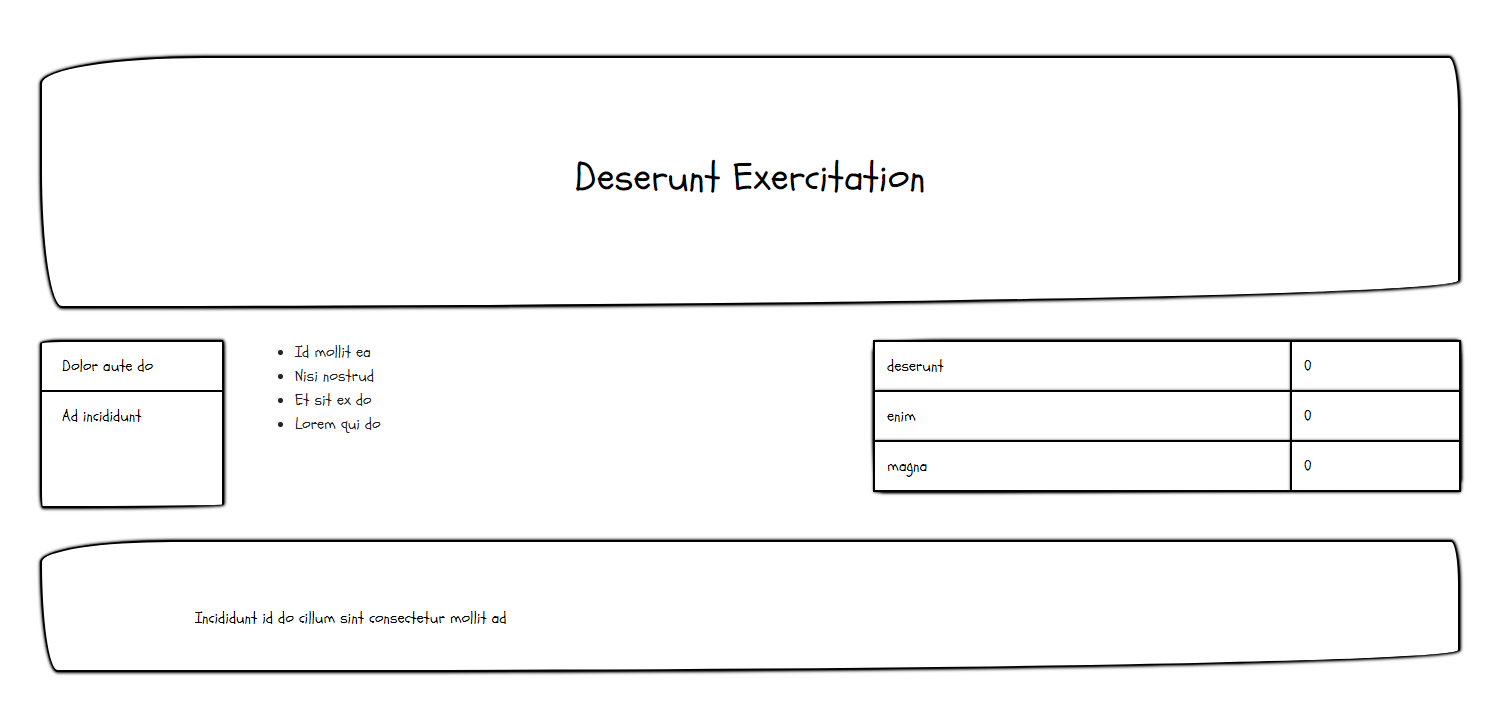 Deserunt Exercitation
Dolor aute do
Ad incididunt
Id mollit ea
Nisi nostrud
Et sit ex do
Lorem qui do
deserunt 0
enim 0
magna 0
Incididunt id do cillum sint consectetur mollit ad